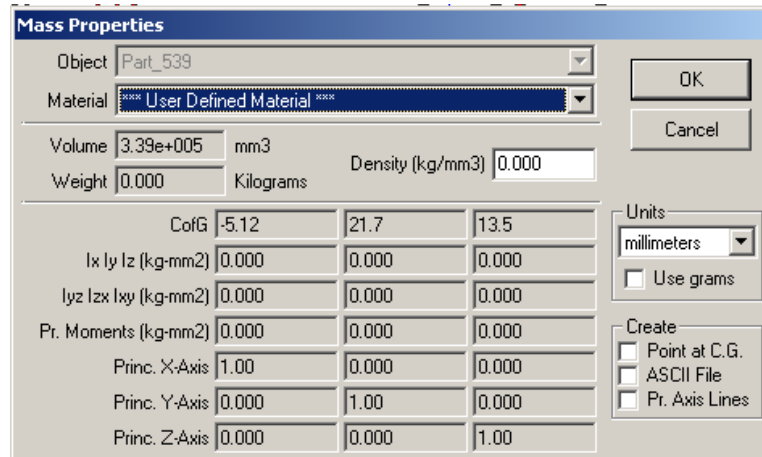 Mass Properties
Object Part_539
Material *** User Defined Material ***
OK
Cancel
Volume 3.39e+005 mm3
Density (kg/mm3) 0.000
Weight 0.000 Kilograms
CofG -5.12 21.7 13.5
Ix Iy Iz (kg-mm2) 0.000 0.000 0.000
Iyz Izx Ixy (kg-mm2) 0.000 0.000 0.000
Pr. Moments (kg-mm2) 0.000 0.000 0.000
Princ. X-Axis 1.00 0.000 0.000
Princ. Y-Axis 0.000 1.00 0.000
Princ. Z-Axis 0.000 0.000 1.00
Units
millimeters
Use grams
Create
Point at C.G.
ASCII File
Pr. Axis Lines